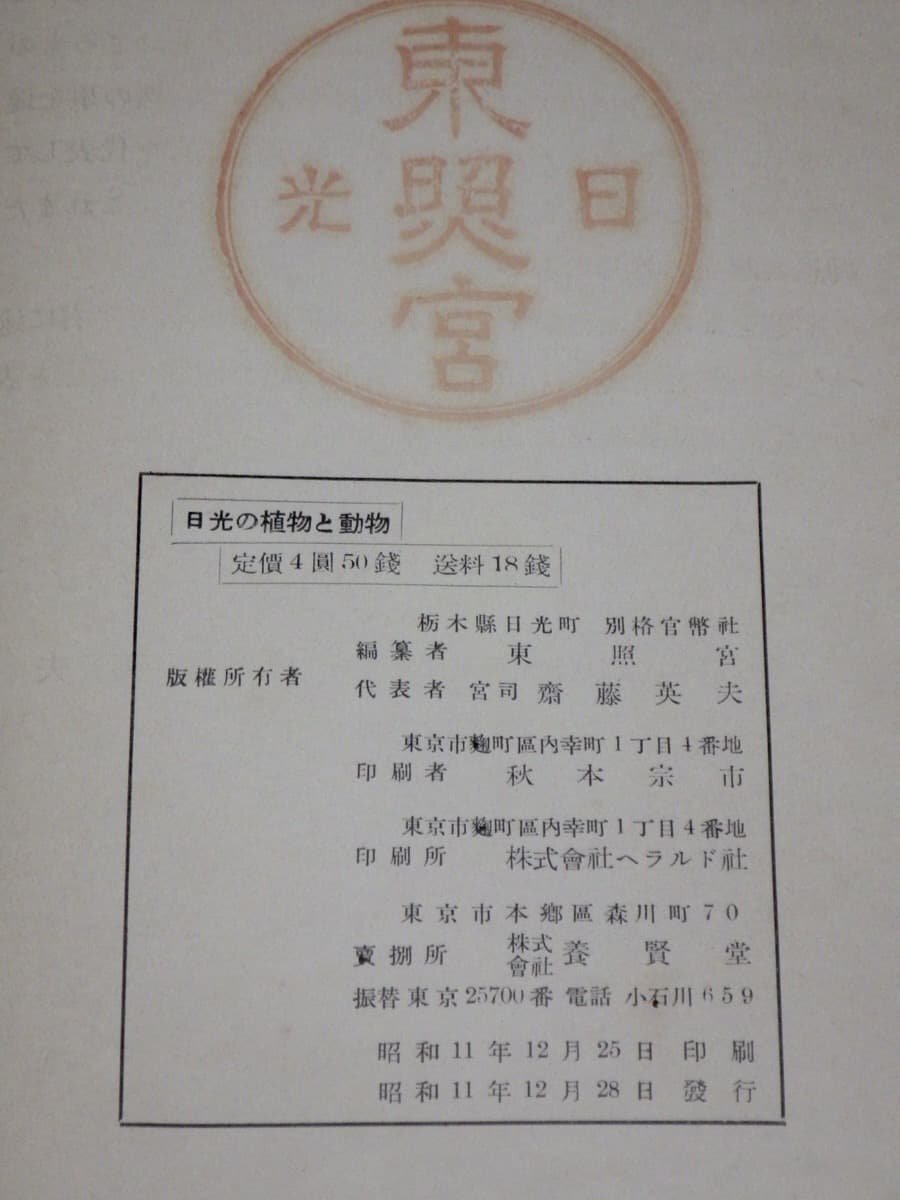 東照宮
日光
日光の植物と動物
定價4圓50錢 送料18錢
栃木縣日光町 別格官幣社
版權所有者
編纂者 東照宮
代表者 宮司 齋藤英夫
東京市麴町區內幸町1丁目4番地
印刷者 秋本宗市
東京市麴町區內幸町1丁目4番地
印刷所 株式會社ヘラルド社
東京市本鄕區森川町70
賣捌所 株式會社 養賢堂
振替東京25700番 電話 小石川659
昭和11年12月25日 印刷
昭和11年12月28日 發行